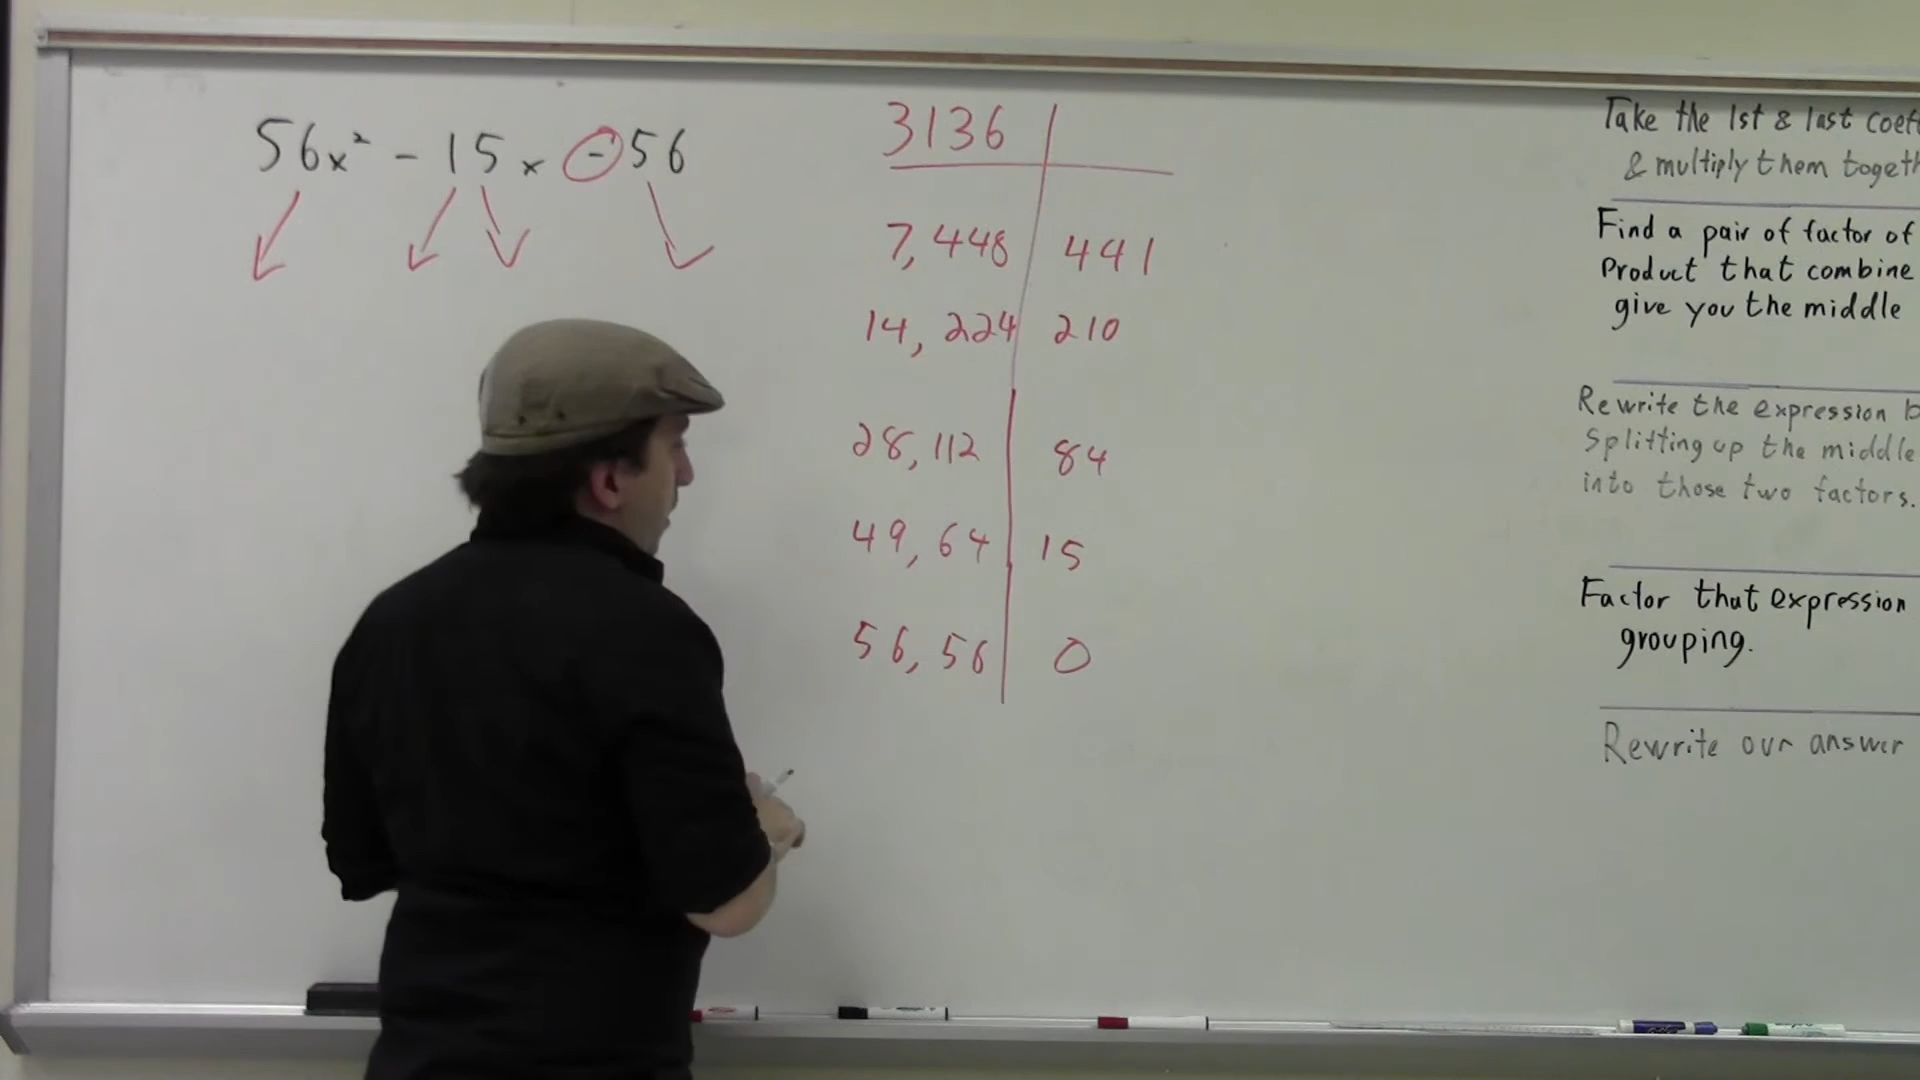 56x² - 15x - 56
3136
7,448 441
14, 224 210
28, 112 84
49, 64 15
56, 56 0
Take the 1st & last coeff
& multiply them togeth
Find a pair of factor of
Product that combine
give you the middle
Rewrite the expression b
Splitting up the middle
into those two factors.
Factor that expression
grouping.
Rewrite our answer